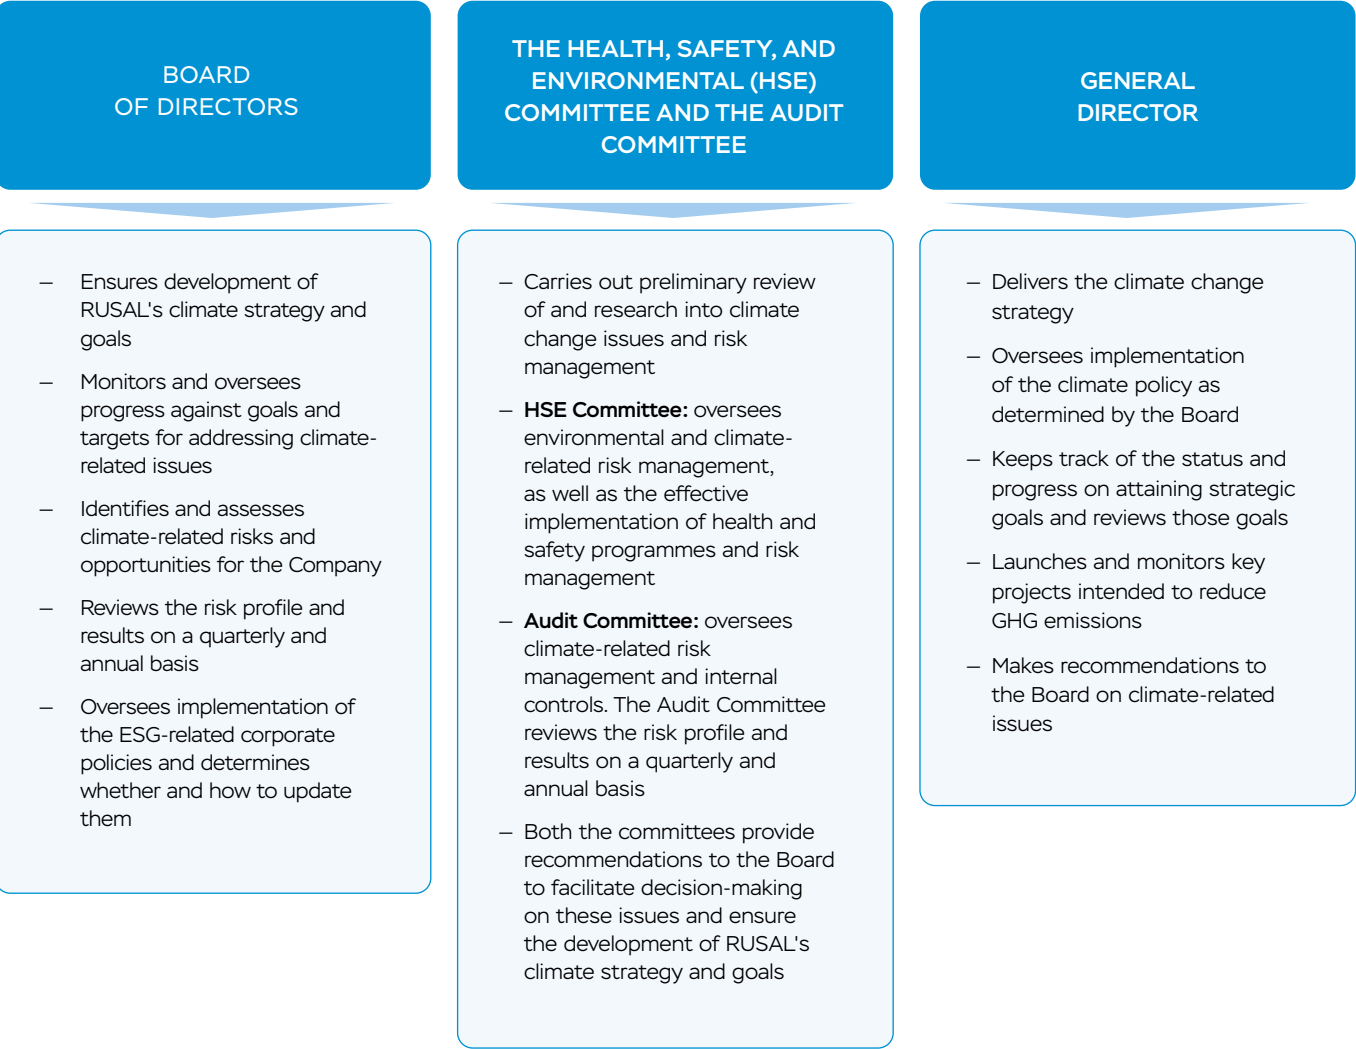 BOARD
OF DIRECTORS
— Ensures development of
RUSAL's climate strategy and
goals
— Monitors and oversees
progress against goals and
targets for addressing climate-
related issues
— Identifies and assesses
climate-related risks and
opportunities for the Company
— Reviews the risk profile and
results on a quarterly and
annual basis
— Oversees implementation of
the ESG-related corporate
policies and determines
whether and how to update
them
THE HEALTH, SAFETY, AND
ENVIRONMENTAL (HSE)
COMMITTEE AND THE AUDIT
COMMITTEE
— Carries out preliminary review
of and research into climate
change issues and risk
management
— HSE Committee: oversees
environmental and climate-
related risk management,
as well as the effective
implementation of health and
safety programmes and risk
management
— Audit Committee: oversees
climate-related risk
management and internal
controls. The Audit Committee
reviews the risk profile and
results on a quarterly and
annual basis
— Both the committees provide
recommendations to the Board
to facilitate decision-making
on these issues and ensure
the development of RUSAL's
climate strategy and goals
GENERAL
DIRECTOR
— Delivers the climate change
strategy
— Oversees implementation
of the climate policy as
determined by the Board
— Keeps track of the status and
progress on attaining strategic
goals and reviews those goals
— Launches and monitors key
projects intended to reduce
GHG emissions
— Makes recommendations to
the Board on climate-related
issues